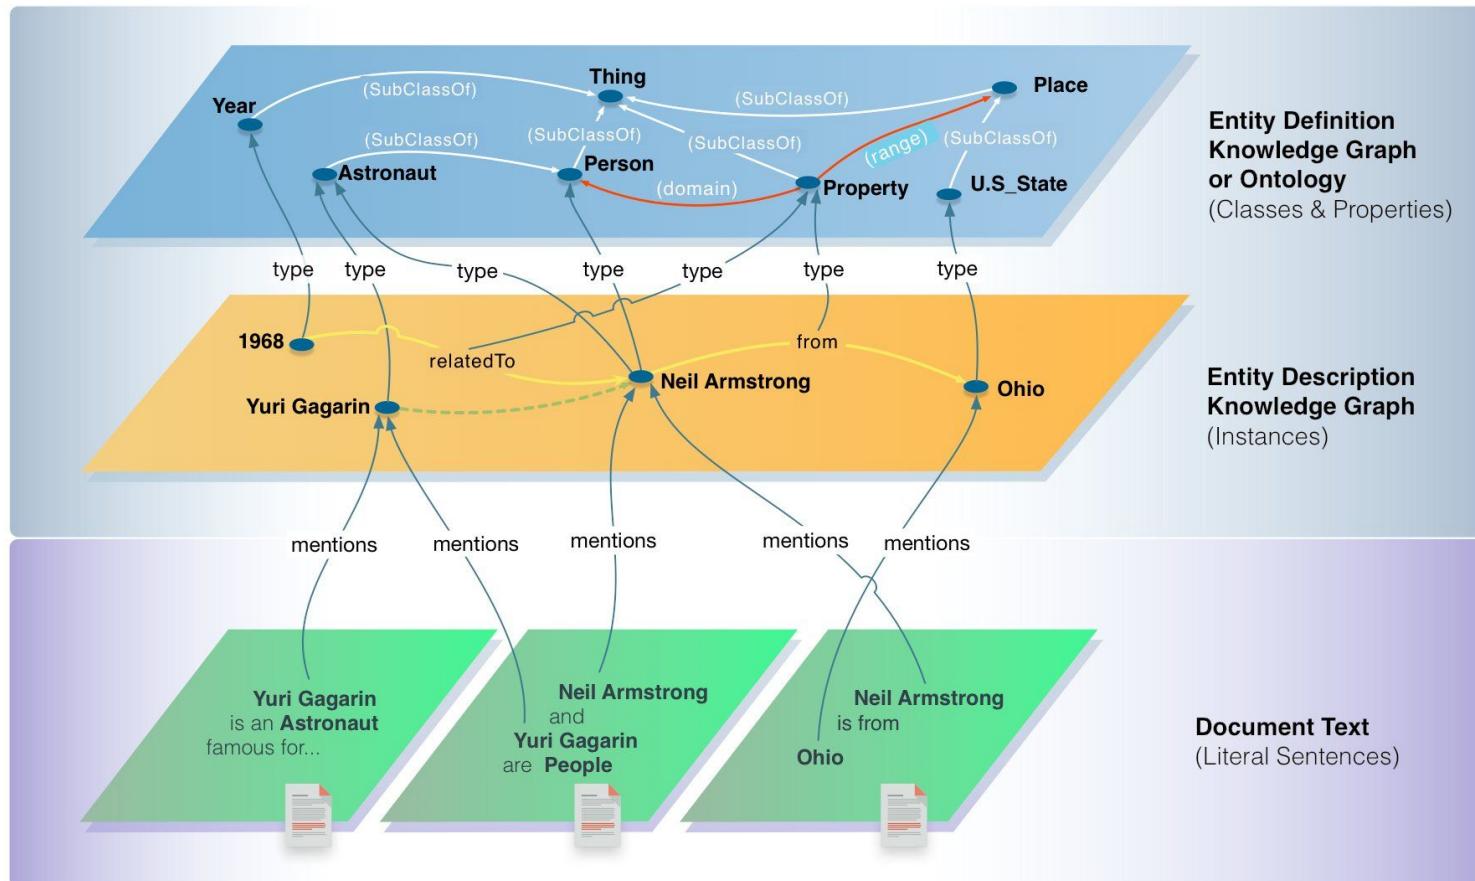 Thing
Place
Year
(SubClassOf)
(SubClassOf)
(SubClassOf)
(SubClassOf)
(SubClassOf)
(SubClassOf)
(range)
Astronaut
Person
(domain)
Property
U.S_State
Entity Definition
Knowledge Graph
or Ontology
(Classes & Properties)
type
type
type
type
type
type
type
1968
relatedTo
from
Neil Armstrong
Yuri Gagarin
Ohio
Entity Description
Knowledge Graph
(Instances)
mentions
mentions
mentions
mentions
mentions
Yuri Gagarin
is an Astronaut
famous for...
Neil Armstrong
and
Yuri Gagarin
are People
Neil Armstrong
is from
Ohio
Document Text
(Literal Sentences)